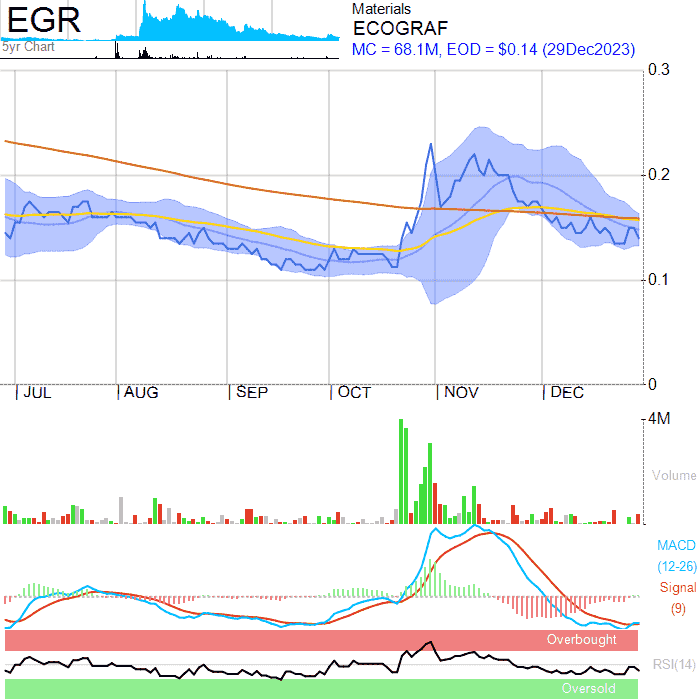 EGR
5yr Chart
Materials
ECOGRAF
MC = 68.1M, EOD = $0.14 (29Dec2023)
0.3
0.2
0.1
0
JUL AUG SEP OCT NOV DEC
4M
Volume
MACD
(12-26)
Signal
(9)
Overbought
RSI(14)
Oversold